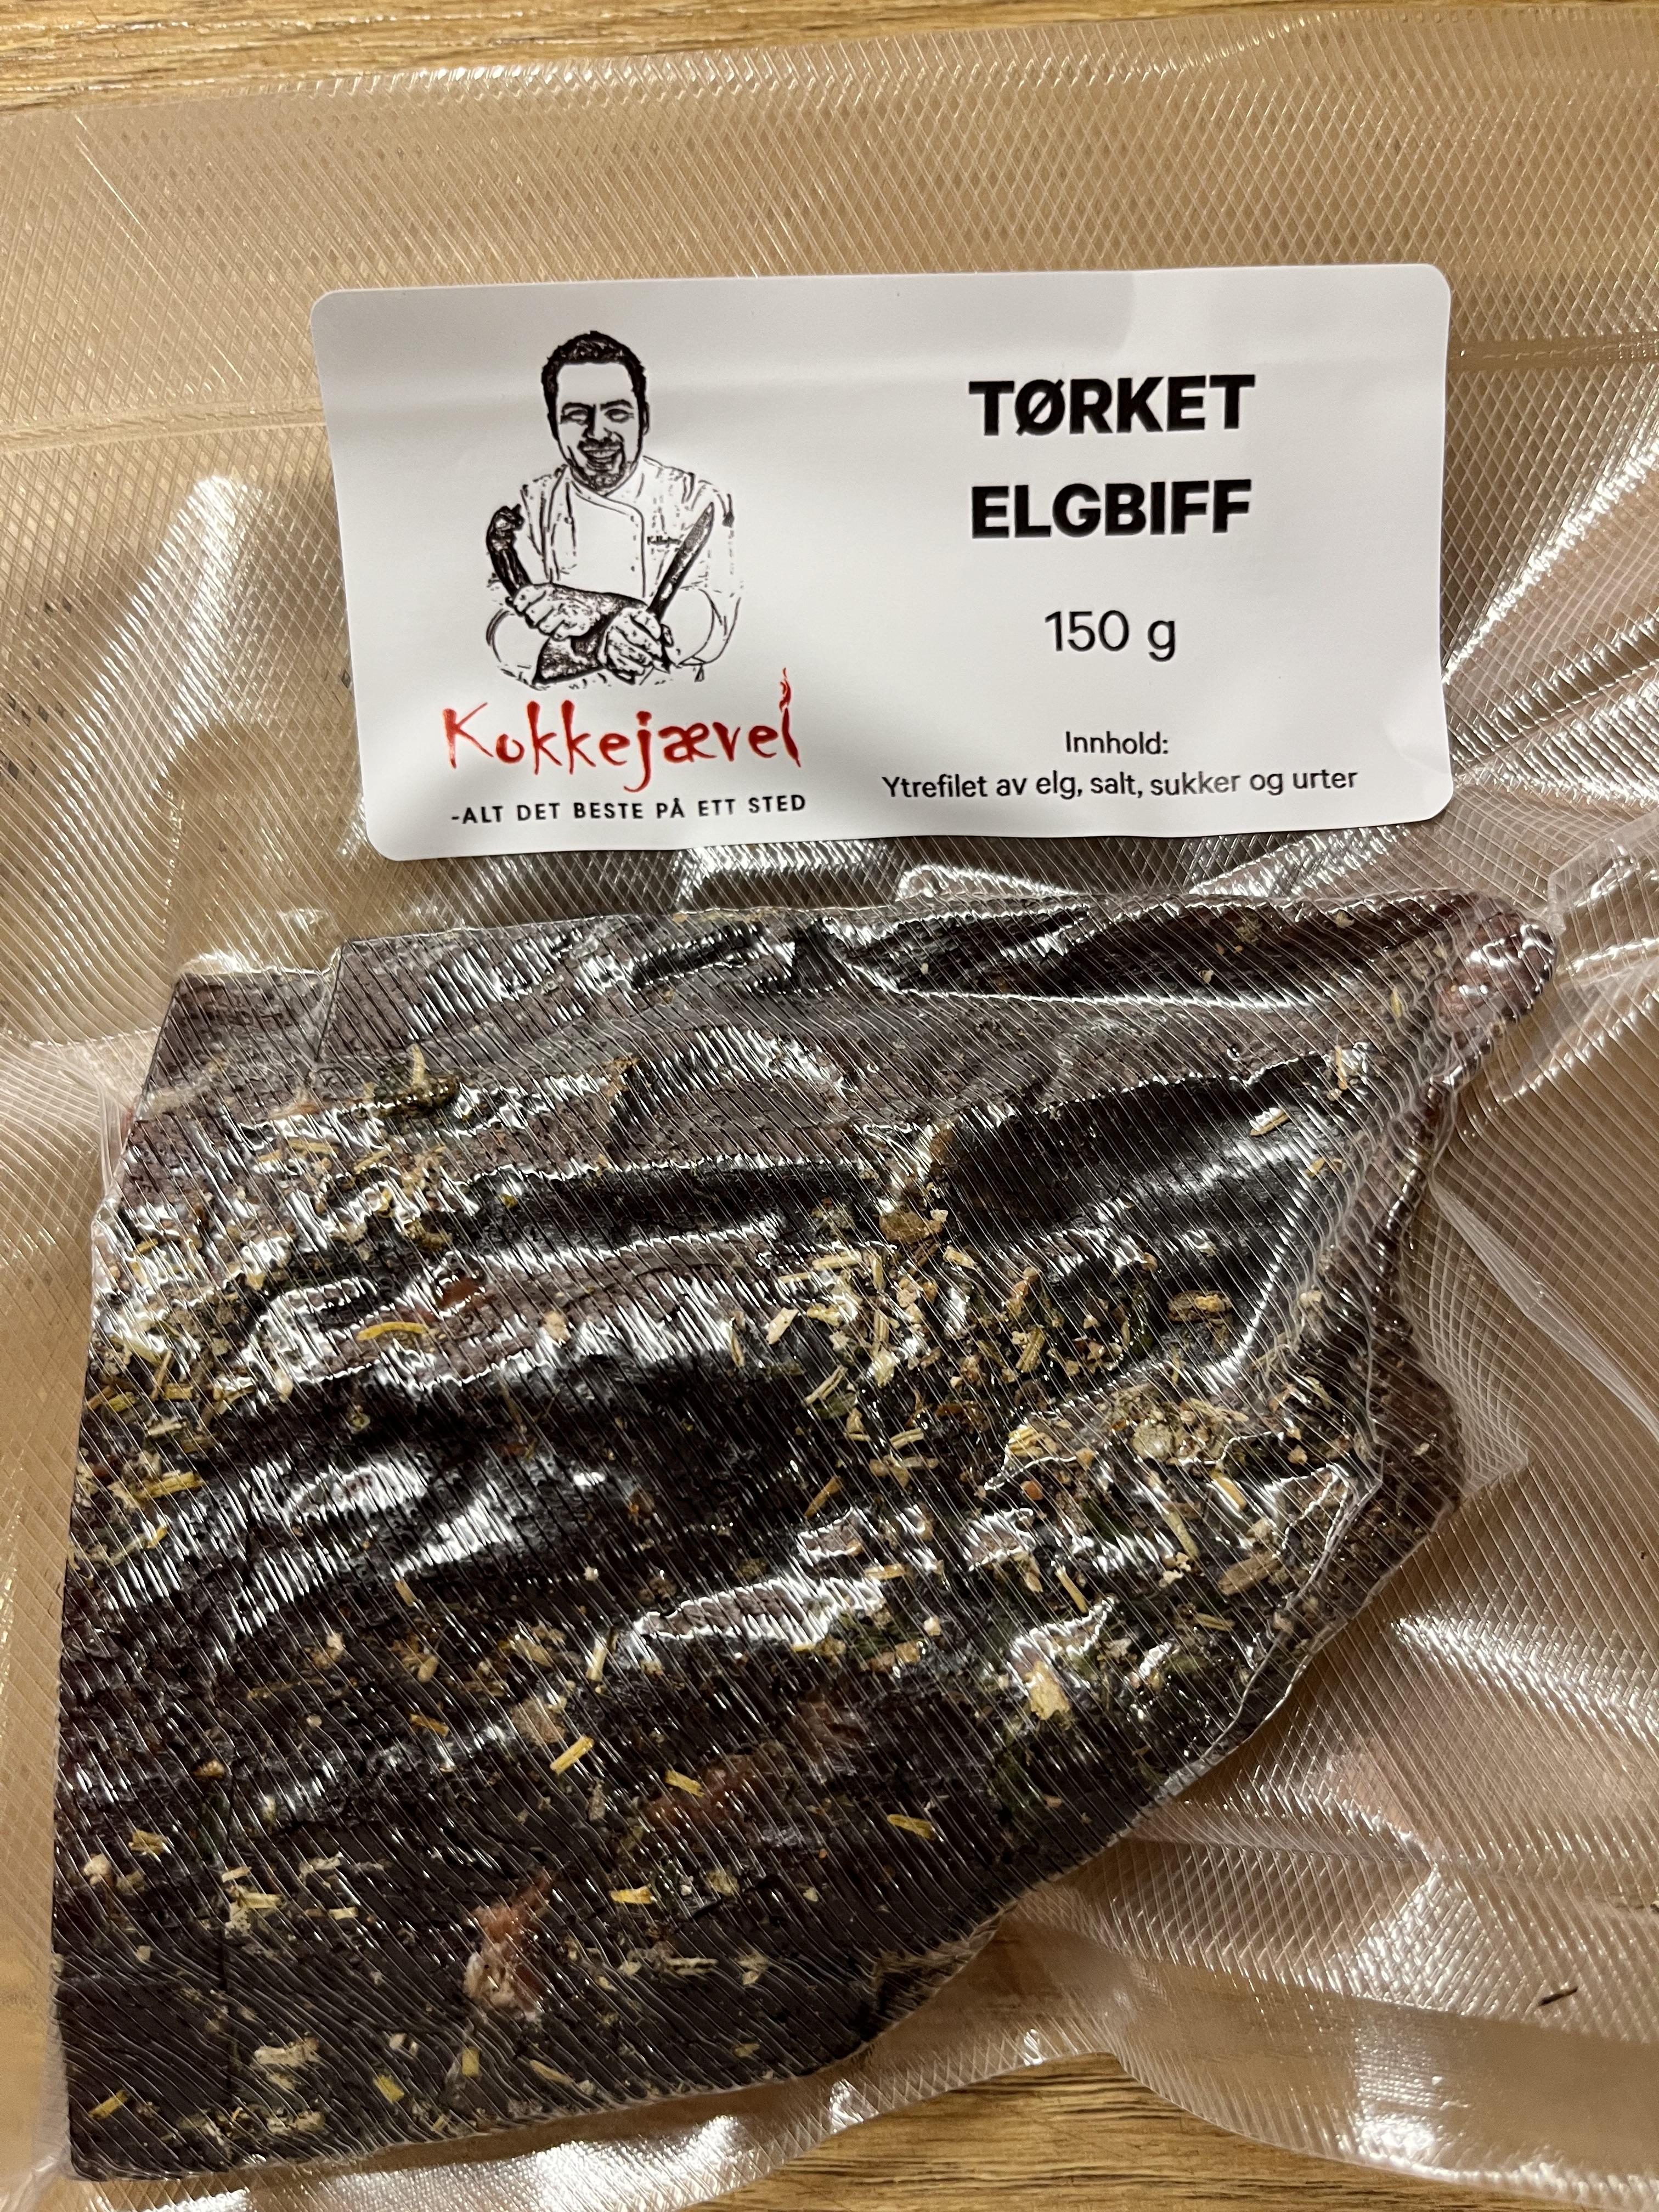 TØRKET
ELGBIFF
150 g
Innhold:
Ytrefilet av elg, salt, sukker og urter
Kokkejævel
-ALT DET BESTE PÅ ETT STED